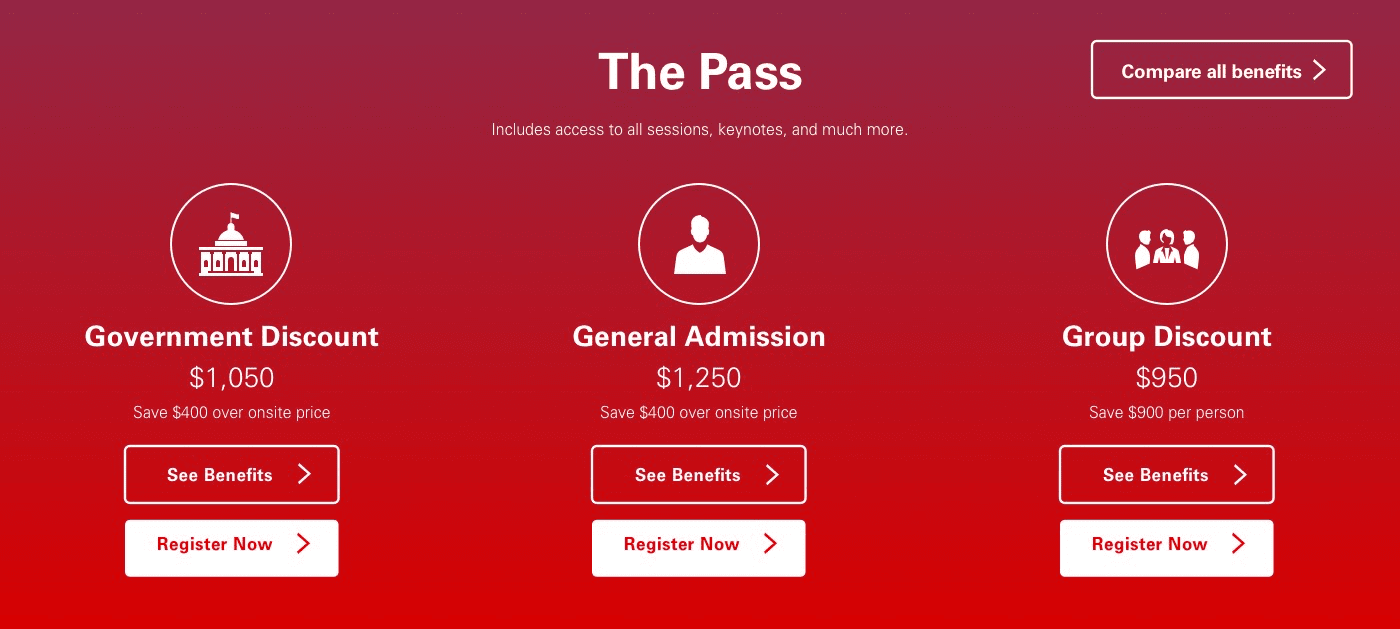 The Pass
Compare all benefits
Includes access to all sessions, keynotes, and much more.
Government Discount
$1,050
Save $400 over onsite price
See Benefits
Register Now
General Admission
$1,250
Save $400 over onsite price
See Benefits
Register Now
Group Discount
$950
Save $900 per person
See Benefits
Register Now